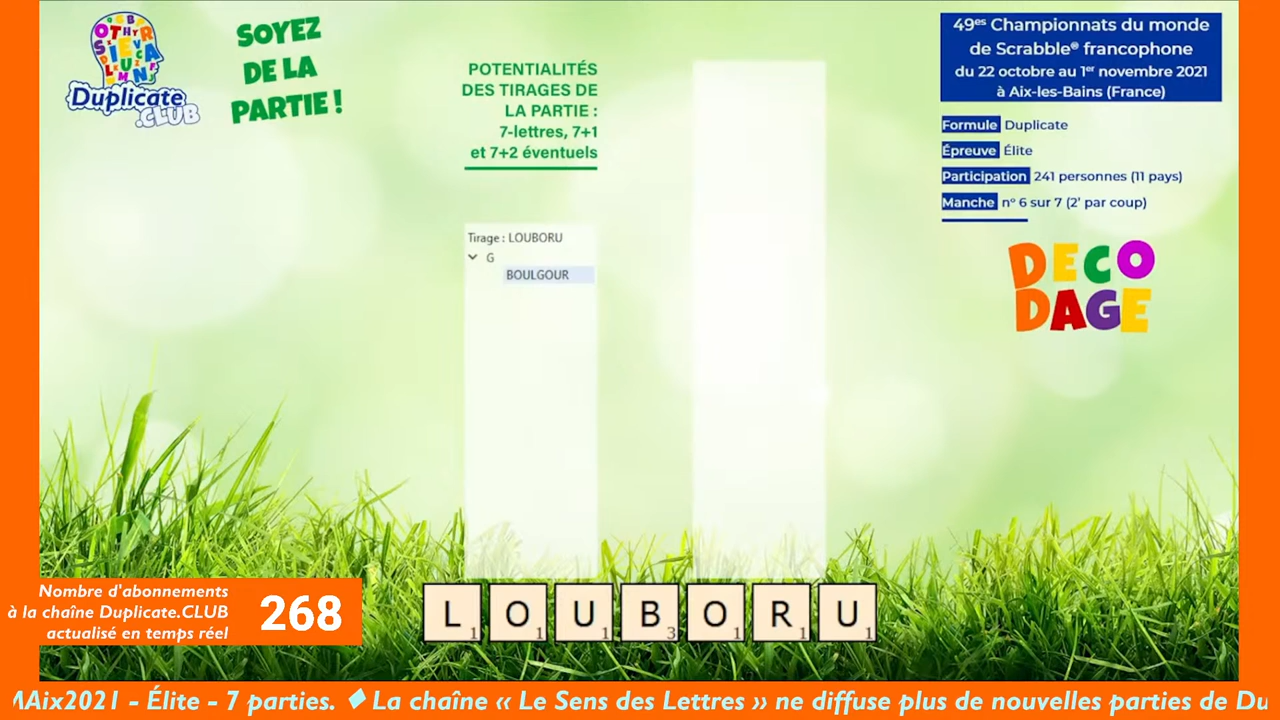 Duplicate
.CLUB
SOYEZ
DE LA
PARTIE !
POTENTIALITÉS
DES TIRAGES DE
LA PARTIE :
7-lettres, 7+1
et 7+2 éventuels
Tirage : LOUBORU
G
BOULGOUR
49es Championnats du monde
de Scrabble® francophone
du 22 octobre au 1er novembre 2021
à Aix-les-Bains (France)
Formule Duplicate
Épreuve Élite
Participation 241 personnes (11 pays)
Manche n° 6 sur 7 (2' par coup)
DECO
DAGE
Nombre d'abonnements
à la chaîne Duplicate.CLUB
actualisé en temps réel
268
L1 O1 U1 B3 O1 R1 U1
MAix2021 - Élite - 7 parties. ♦ La chaîne « Le Sens des Lettres » ne diffuse plus de nouvelles parties de Du